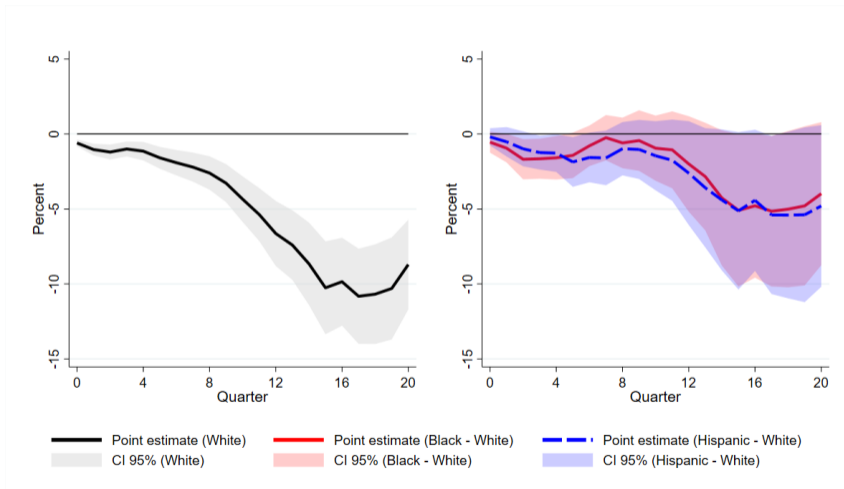 5
0
-5
-10
-15
Percent
0 4 8 12 16 20
Quarter
5
0
-5
-10
-15
Percent
0 4 8 12 16 20
Quarter
Point estimate (White) Point estimate (Black - White) Point estimate (Hispanic - White)
CI 95% (White) CI 95% (Black - White) CI 95% (Hispanic - White)